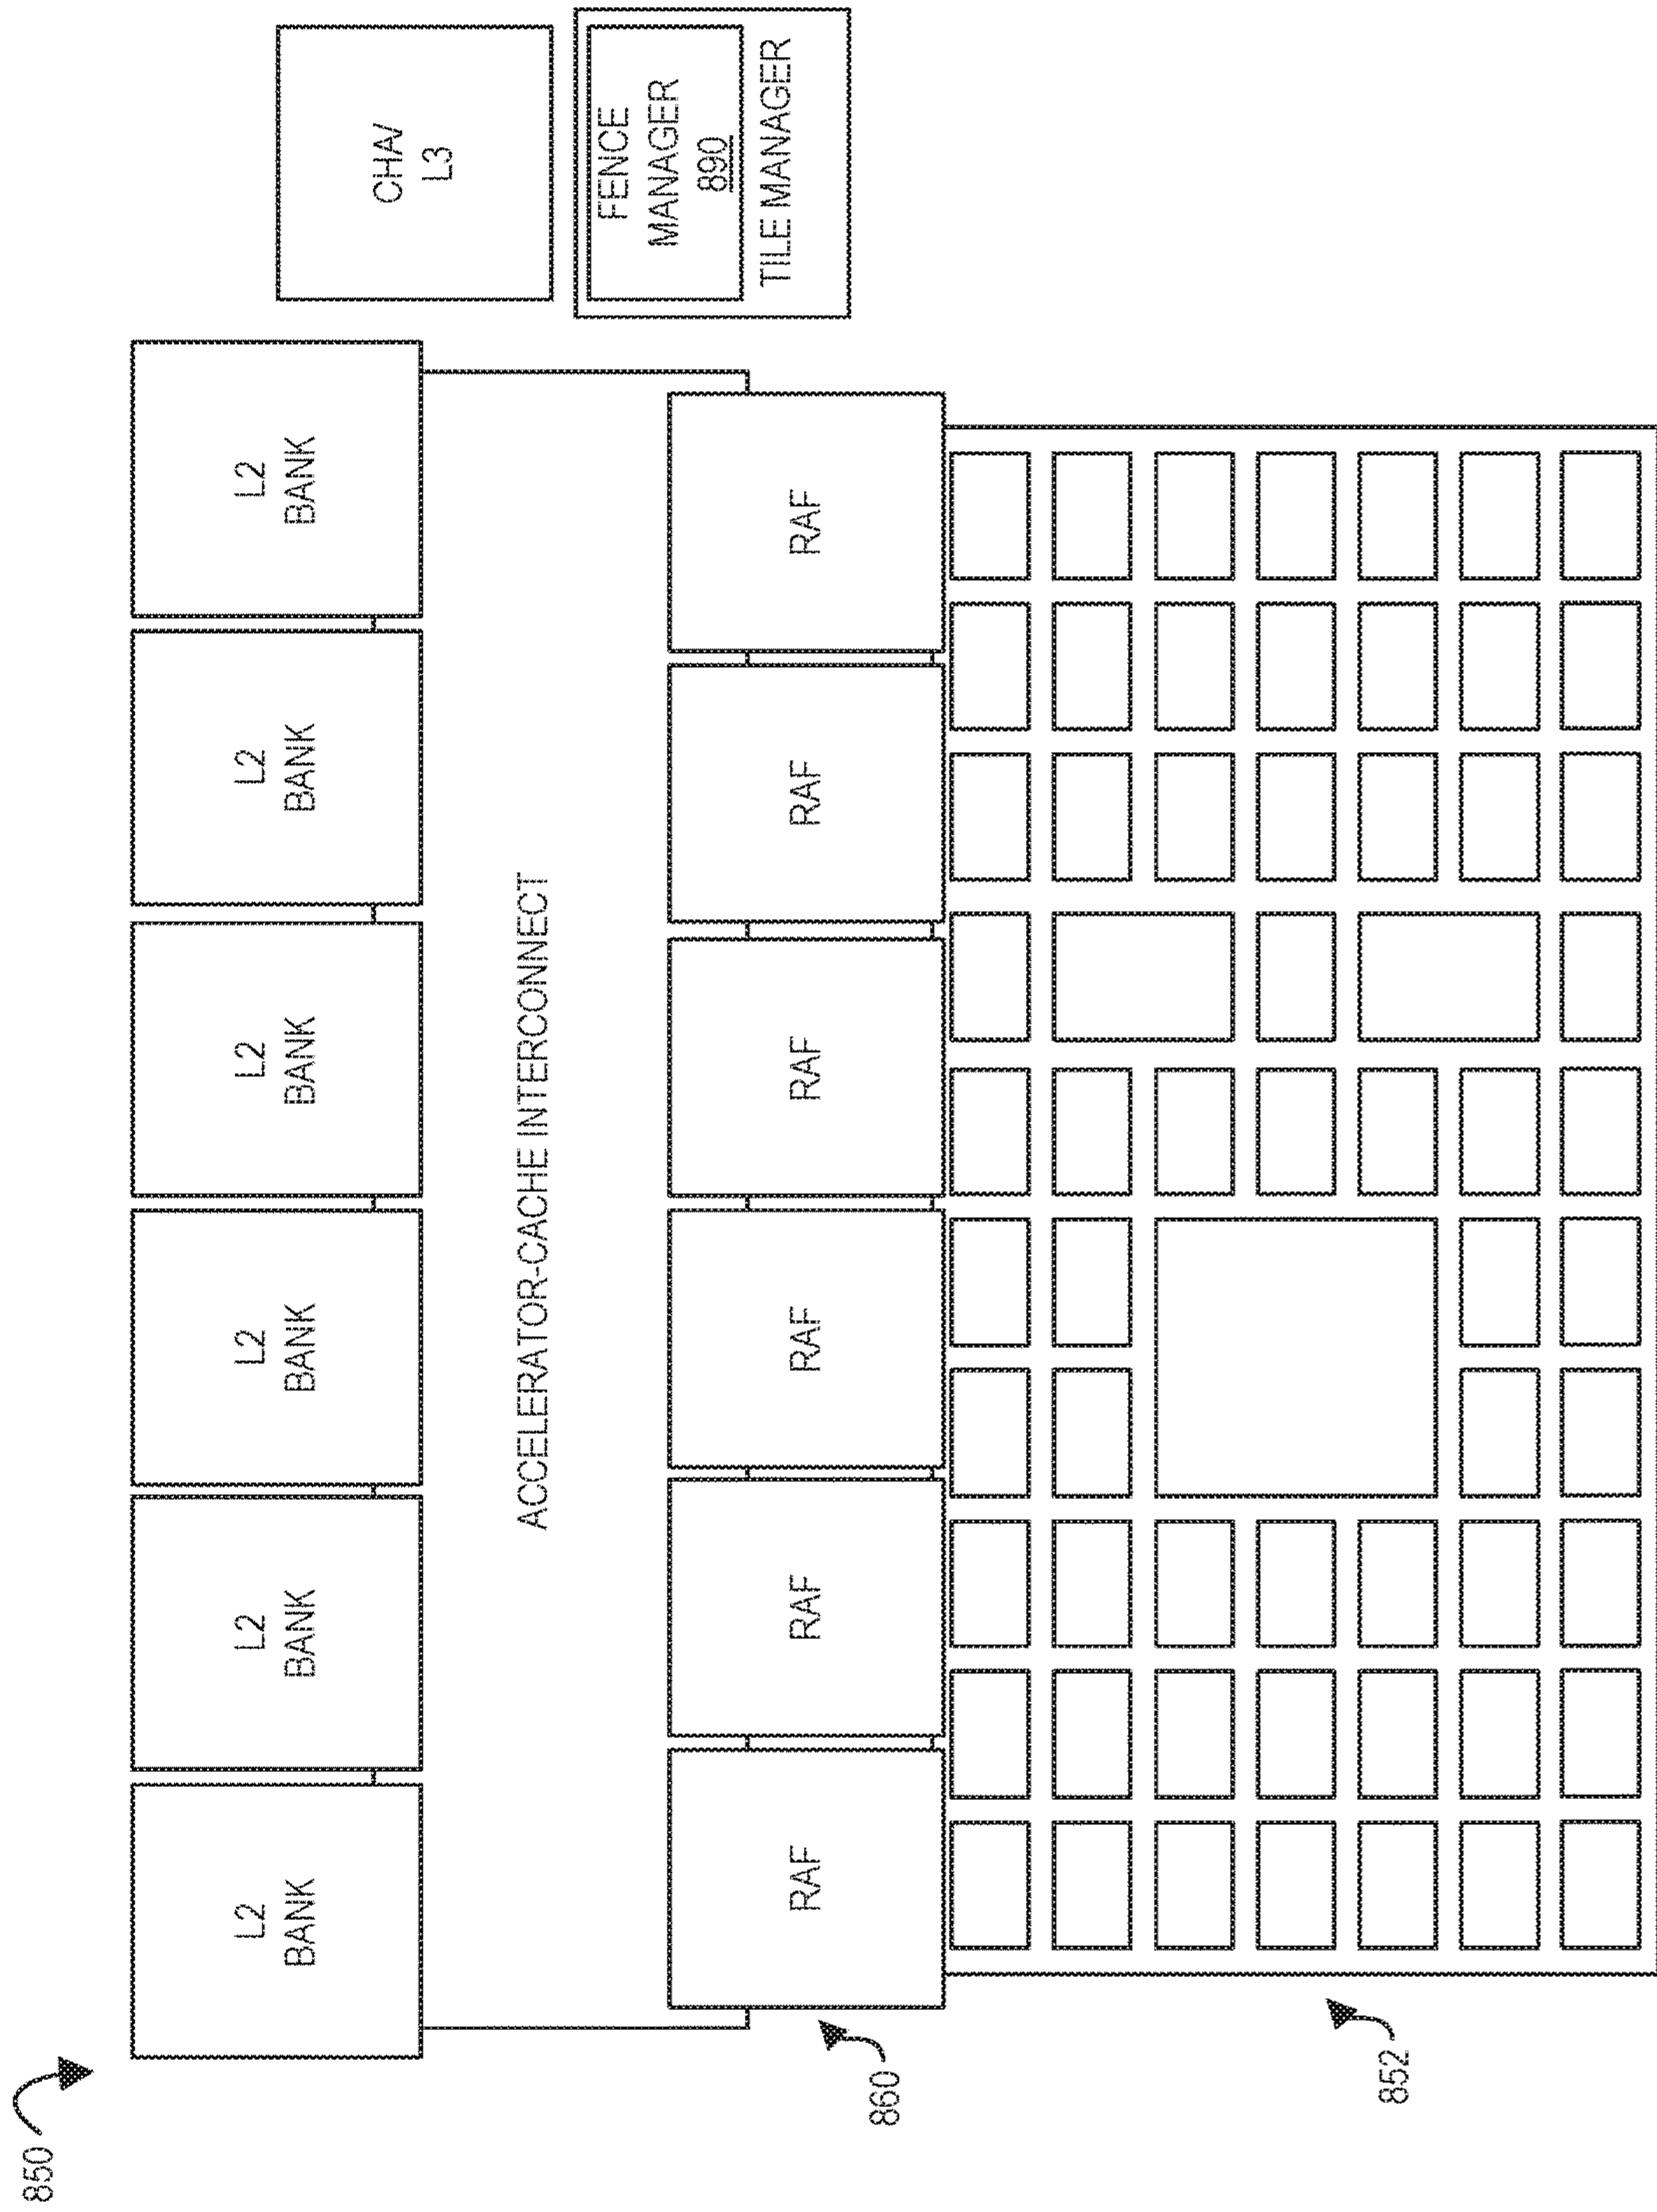 850
L2
BANK
L2
BANK
L2
BANK
L2
BANK
L2
BANK
L2
BANK
CHA/
L3
ACCELERATOR-CACHE INTERCONNECT
FENCE
MANAGER
890
TILE MANAGER
860
RAF
RAF
RAF
RAF
RAF
RAF
852